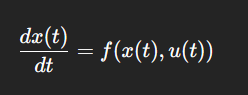 dx(t)/dt = f(x(t), u(t))